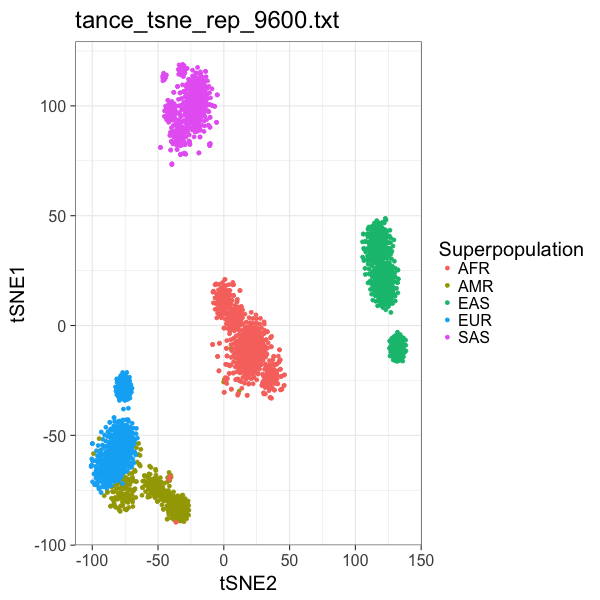 tance_tsne_rep_9600.txt
100
50
0
-50
-100
tSNE1
-100
-50
0
50
100
150
tSNE2
Superpopulation
AFR
AMR
EAS
EUR
SAS